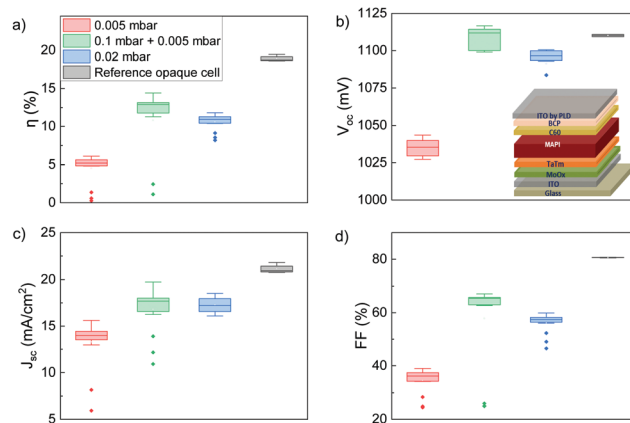 a)
0.005 mbar
0.1 mbar + 0.005 mbar
0.02 mbar
Reference opaque cell
20
15
10
5
0
η (%)
b)
1125
1100
1075
1050
1025
1000
V_oc (mV)
ITO by PLD
BCP
C60
MAPI
TaTm
MoOx
ITO
Glass
c)
25
20
15
10
5
J_sc (mA/cm²)
d)
100
80
60
40
20
FF (%)